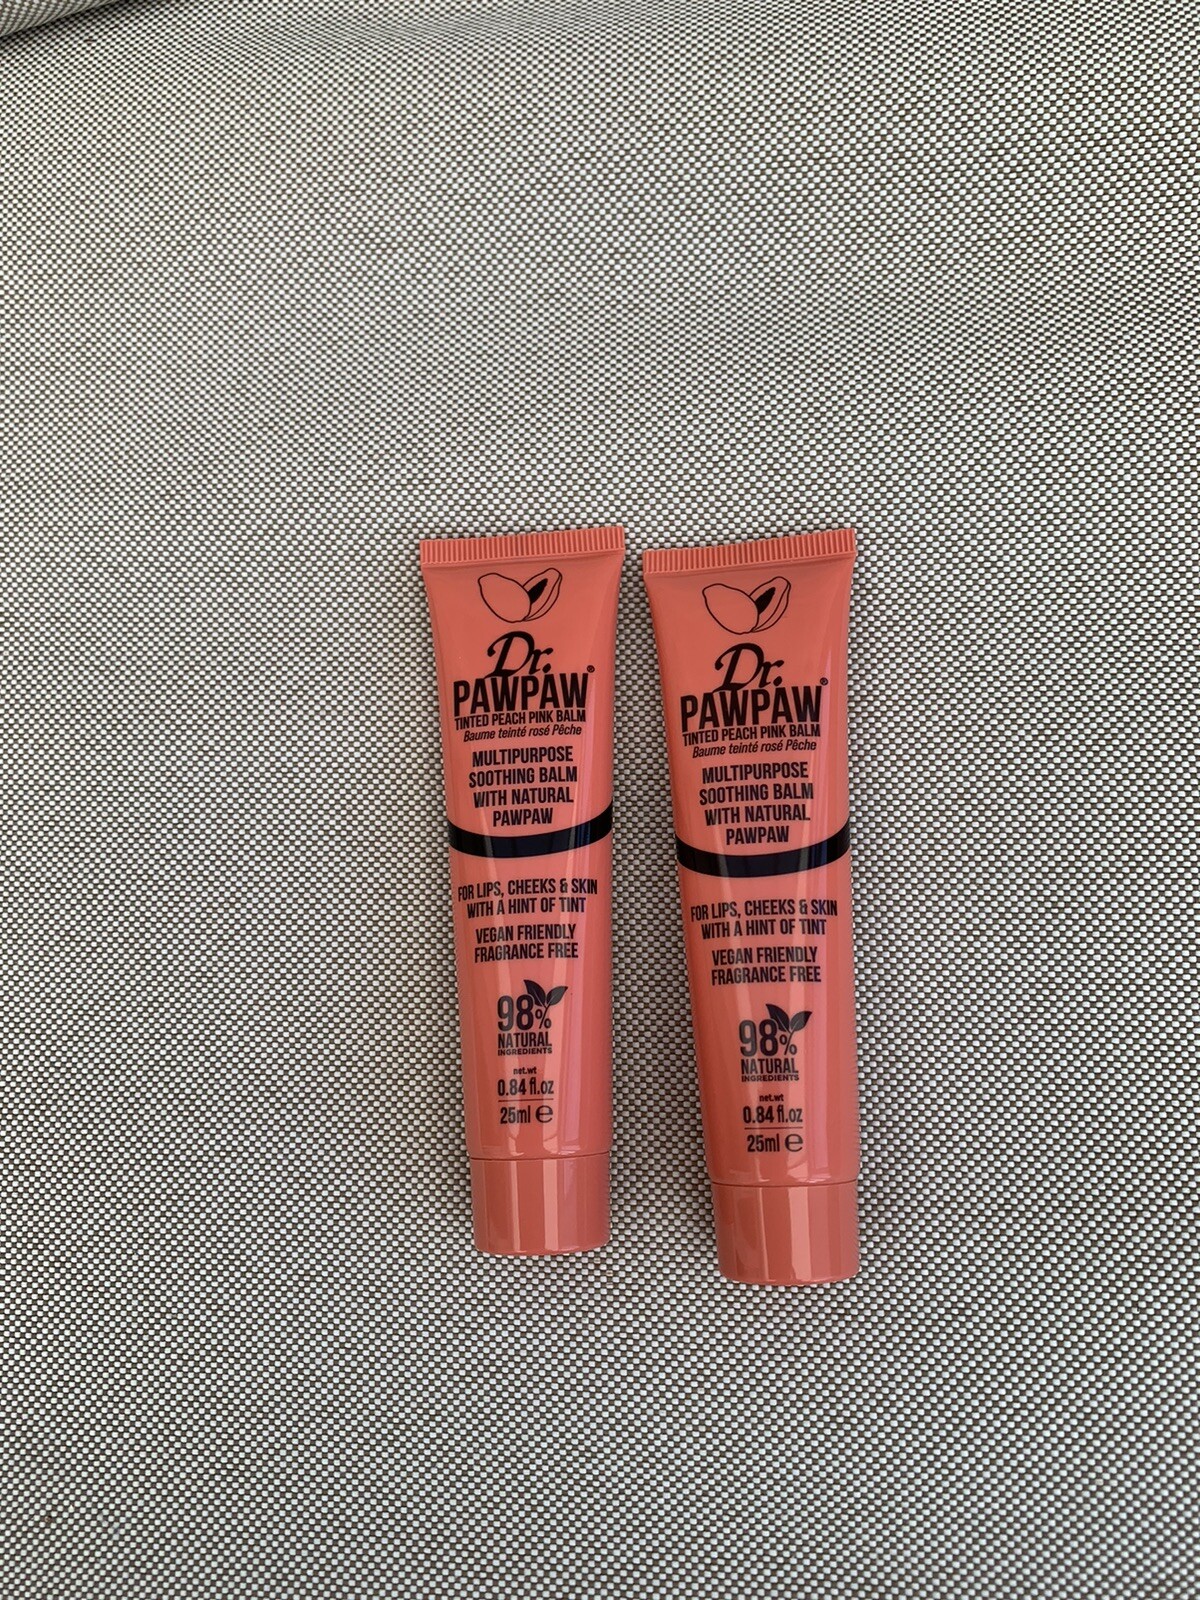 Dr.
PAWPAW®
TINTED PEACH PINK BALM
Baume teinté rosé Pêche
MULTIPURPOSE
SOOTHING BALM
WITH NATURAL
PAWPAW
FOR LIPS, CHEEKS & SKIN
WITH A HINT OF TINT
VEGAN FRIENDLY
FRAGRANCE FREE
98%
NATURAL
INGREDIENTS
net.wt
0.84 fl.oz
25ml e
Dr.
PAWPAW®
TINTED PEACH PINK BALM
Baume teinté rosé Pêche
MULTIPURPOSE
SOOTHING BALM
WITH NATURAL
PAWPAW
FOR LIPS, CHEEKS & SKIN
WITH A HINT OF TINT
VEGAN FRIENDLY
FRAGRANCE FREE
98%
NATURAL
INGREDIENTS
net.wt
0.84 fl.oz
25ml e